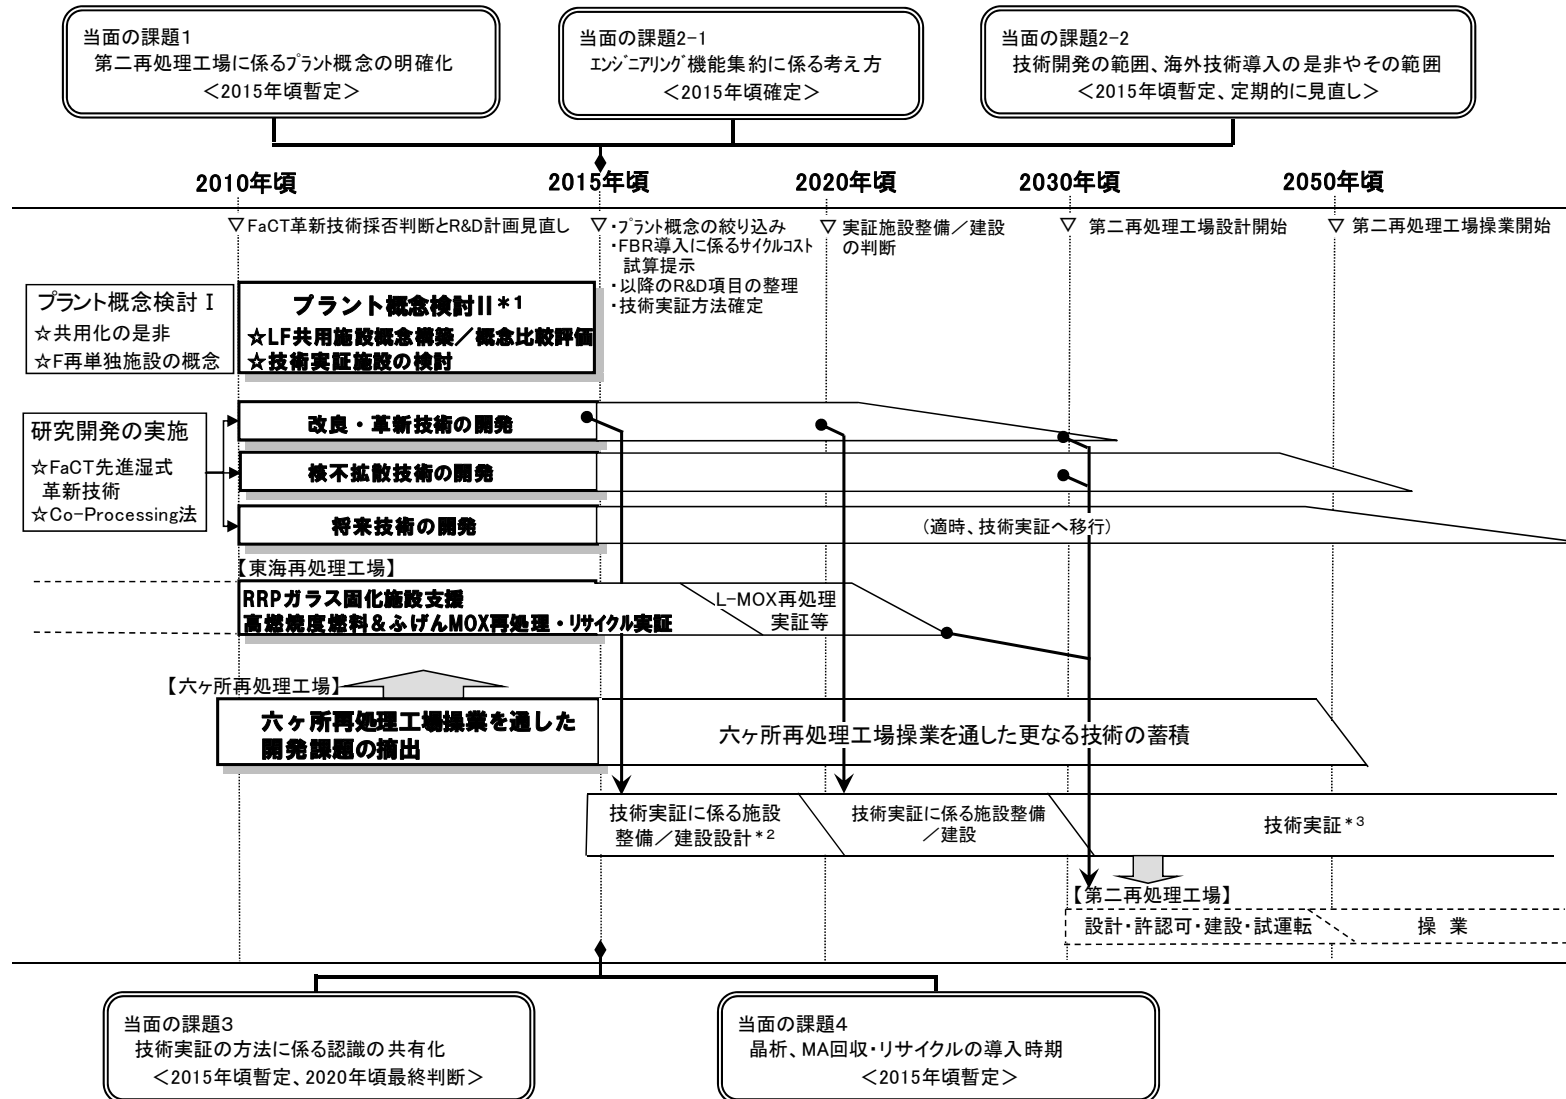 当面の課題1
第二再処理工場に係るプラント概念の明確化
＜2015年頃暫定＞
当面の課題2-1
エンジニアリング機能集約に係る考え方
＜2015年頃確定＞
当面の課題2-2
技術開発の範囲、海外技術導入の是非やその範囲
＜2015年頃暫定、定期的に見直し＞
2010年頃
2015年頃
2020年頃
2030年頃
2050年頃
▽FaCT革新技術採否判断とR&D計画見直し
▽・プラント概念の絞り込み
・FBR導入に係るサイクルコスト
試算提示
・以降のR&D項目の整理
・技術実証方法確定
▽ 実証施設整備／建設
の判断
▽ 第二再処理工場設計開始
▽ 第二再処理工場操業開始
プラント概念検討Ⅰ
☆共用化の是非
☆F再単独施設の概念
プラント概念検討II*1
☆LF共用施設概念構築／概念比較評価
☆技術実証施設の検討
研究開発の実施
☆FaCT先進湿式
革新技術
☆Co-Processing法
改良・革新技術の開発
核不拡散技術の開発
将来技術の開発
(適時、技術実証へ移行)
【東海再処理工場】
RRPガラス固化施設支援
高燃焼度燃料＆ふげんMOX再処理・リサイクル実証
L-MOX再処理
実証等
【六ヶ所再処理工場】
六ヶ所再処理工場操業を通した
開発課題の摘出
六ヶ所再処理工場操業を通した更なる技術の蓄積
技術実証に係る施設
整備／建設設計*2
技術実証に係る施設整備
／建設
技術実証*3
【第二再処理工場】
設計・許認可・建設・試運転
操 業
当面の課題3
技術実証の方法に係る認識の共有化
＜2015年頃暫定、2020年頃最終判断＞
当面の課題4
晶析、MA回収・リサイクルの導入時期
＜2015年頃暫定＞